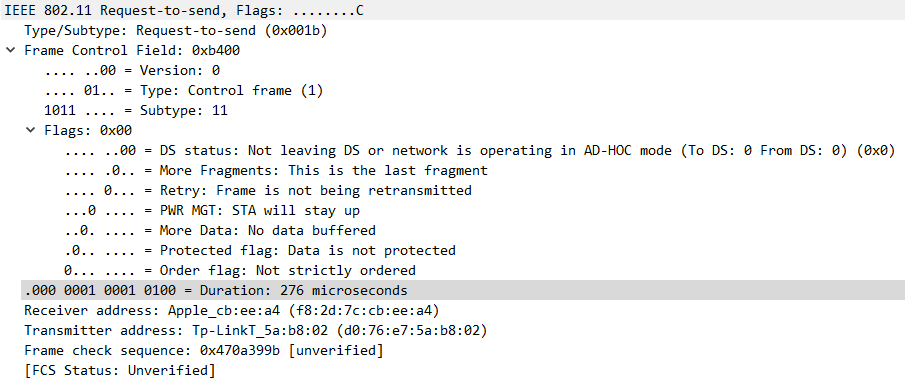 IEEE 802.11 Request-to-send, Flags: ........C
Type/Subtype: Request-to-send (0x001b)
Frame Control Field: 0xb400
.... ..00 = Version: 0
.... 01.. = Type: Control frame (1)
1011 .... = Subtype: 11
Flags: 0x00
.... ..00 = DS status: Not leaving DS or network is operating in AD-HOC mode (To DS: 0 From DS: 0) (0x0)
.... .0.. = More Fragments: This is the last fragment
.... 0... = Retry: Frame is not being retransmitted
...0 .... = PWR MGT: STA will stay up
..0. .... = More Data: No data buffered
.0.. .... = Protected flag: Data is not protected
0... .... = Order flag: Not strictly ordered
.000 0001 0001 0100 = Duration: 276 microseconds
Receiver address: Apple_cb:ee:a4 (f8:2d:7c:cb:ee:a4)
Transmitter address: Tp-LinkT_5a:b8:02 (d0:76:e7:5a:b8:02)
Frame check sequence: 0x470a399b [unverified]
[FCS Status: Unverified]